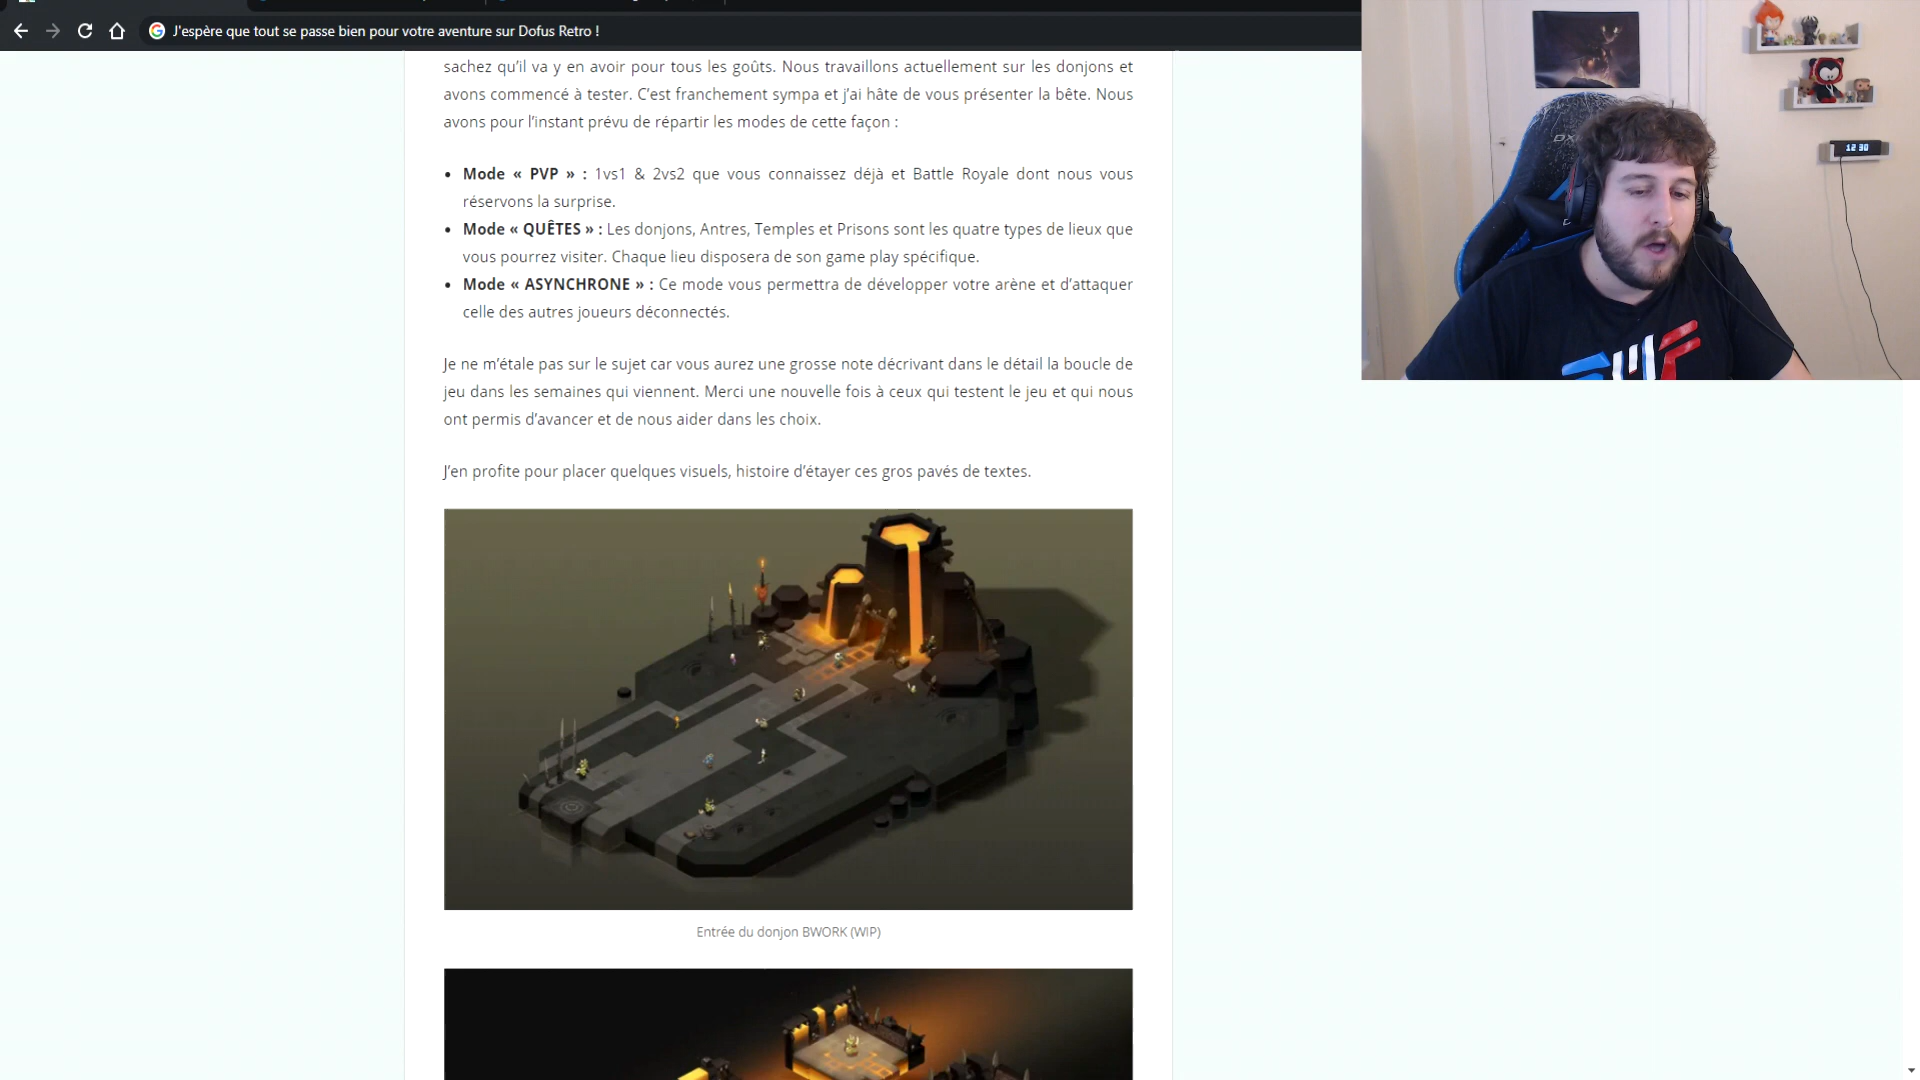 J'espère que tout se passe bien pour votre aventure sur Dofus Retro !
sachez qu'il va y en avoir pour tous les goûts. Nous travaillons actuellement sur les donjons et
avons commencé à tester. C'est franchement sympa et j'ai hâte de vous présenter la bête. Nous
avons pour l'instant prévu de répartir les modes de cette façon :
• Mode « PVP » : 1vs1 & 2vs2 que vous connaissez déjà et Battle Royale dont nous vous
réservons la surprise.
• Mode « QUÊTES » : Les donjons, Antres, Temples et Prisons sont les quatre types de lieux que
vous pourrez visiter. Chaque lieu disposera de son game play spécifique.
• Mode « ASYNCHRONE » : Ce mode vous permettra de développer votre arène et d'attaquer
celle des autres joueurs déconnectés.
Je ne m'étale pas sur le sujet car vous aurez une grosse note décrivant dans le détail la boucle de
jeu dans les semaines qui viennent. Merci une nouvelle fois à ceux qui testent le jeu et qui nous
ont permis d'avancer et de nous aider dans les choix.
J'en profite pour placer quelques visuels, histoire d'étayer ces gros pavés de textes.
Entrée du donjon BWORK (WIP)
12 30